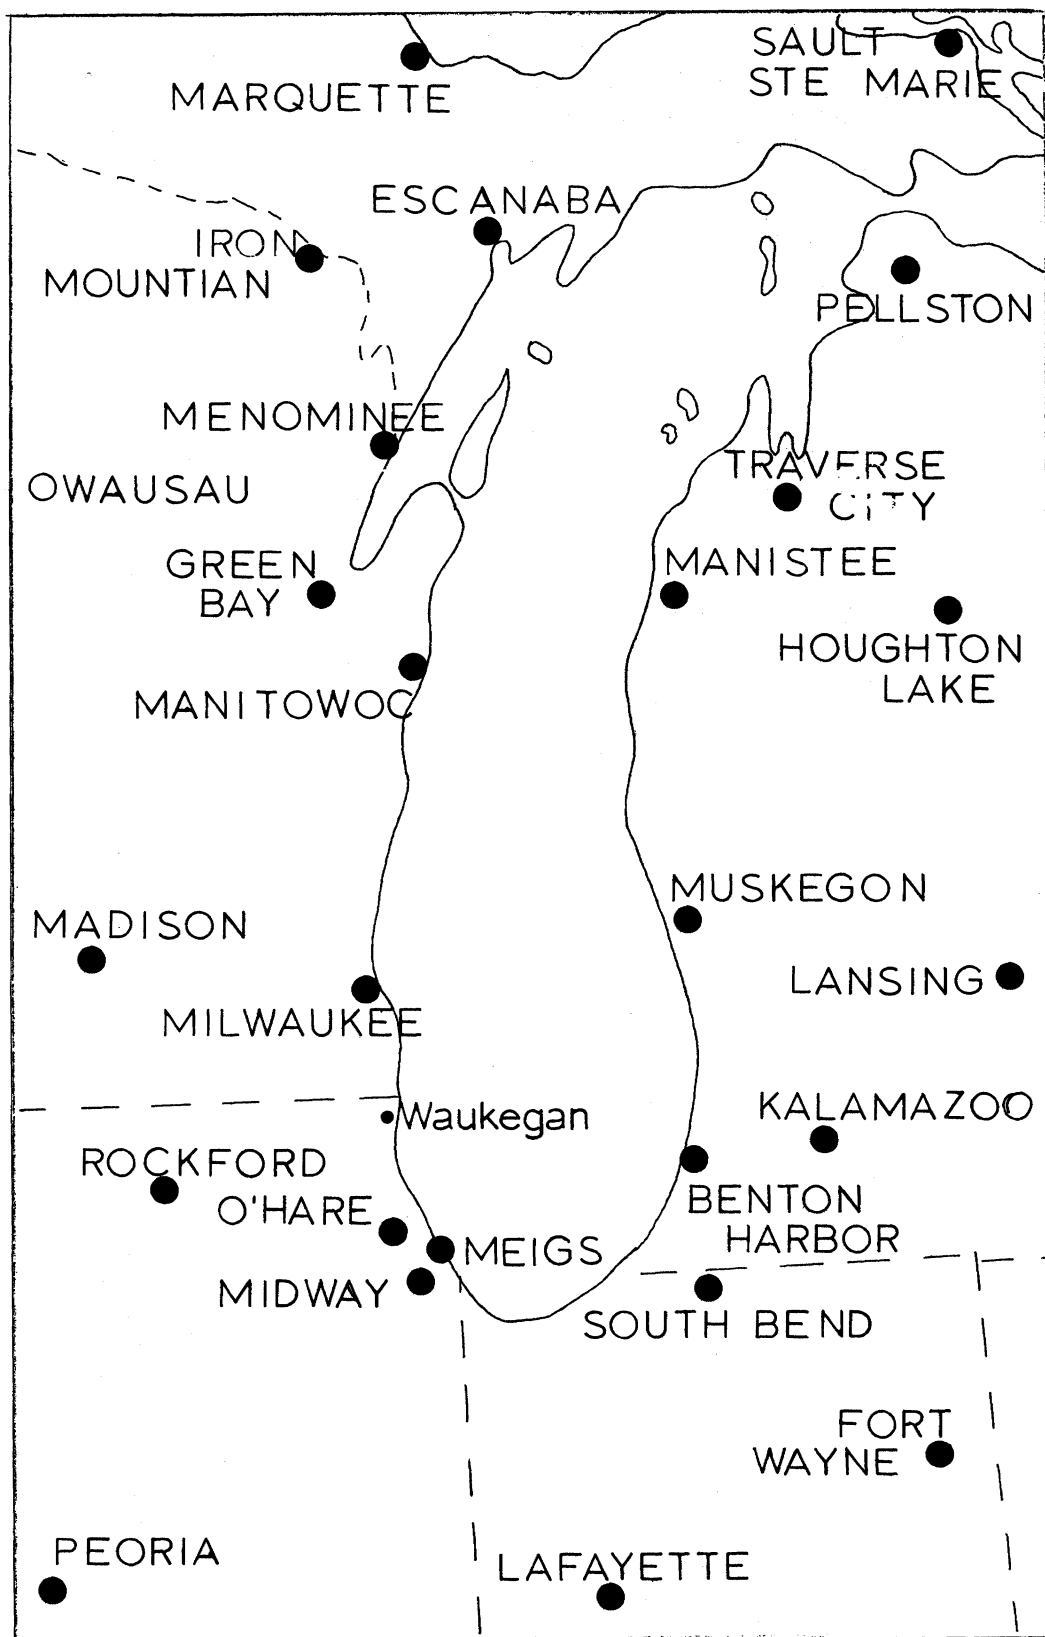 SAULT
STE MARIE
MARQUETTE
ESCANABA
IRON
MOUNTIAN
PELLSTON
MENOMINEE
TRAVERSE
CITY
OWAUSAU
GREEN
BAY
MANISTEE
HOUGHTON
LAKE
MANITOWOC
MUSKEGON
MADISON
LANSING
MILWAUKEE
Waukegan
KALAMAZOO
ROCKFORD
BENTON
HARBOR
O'HARE
MEIGS
MIDWAY
SOUTH BEND
FORT
WAYNE
PEORIA
LAFAYETTE